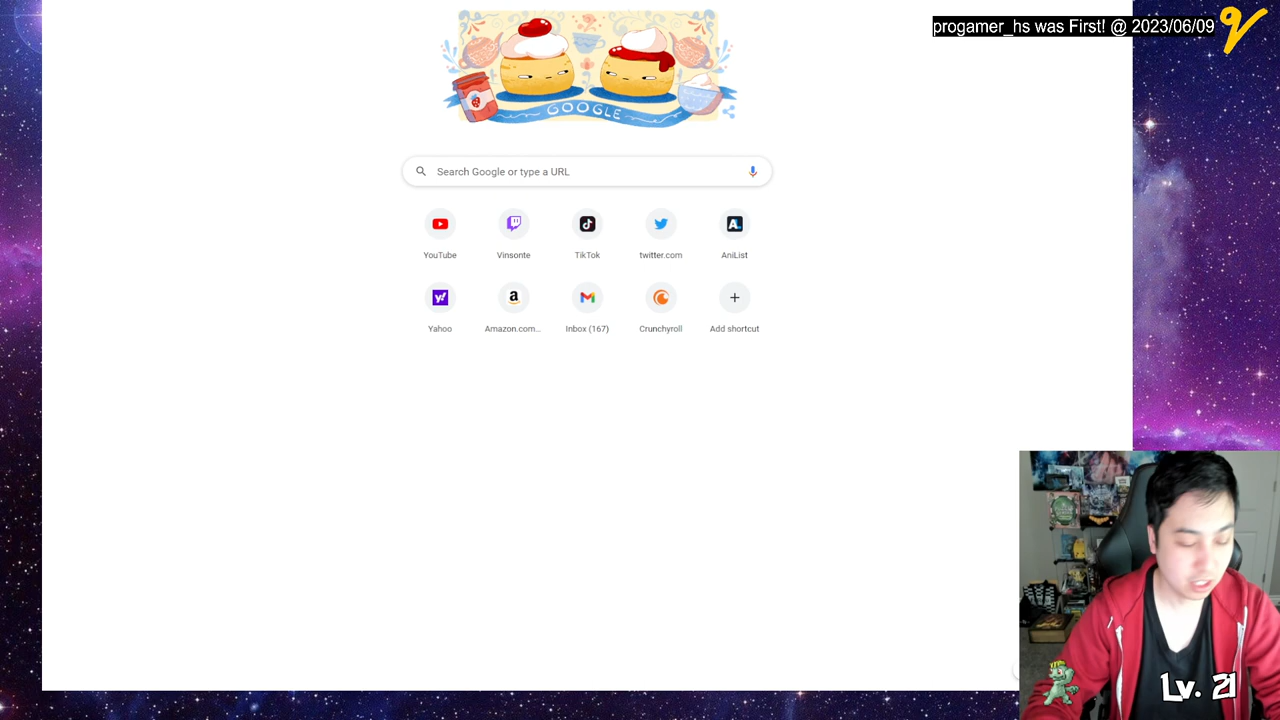 progamer_hs was First! @ 2023/06/09
GOOGLE
Search Google or type a URL
YouTube
Vinsonte
TikTok
twitter.com
AniList
Yahoo
Amazon.com...
Inbox (167)
Crunchyroll
Add shortcut
Lv. 21